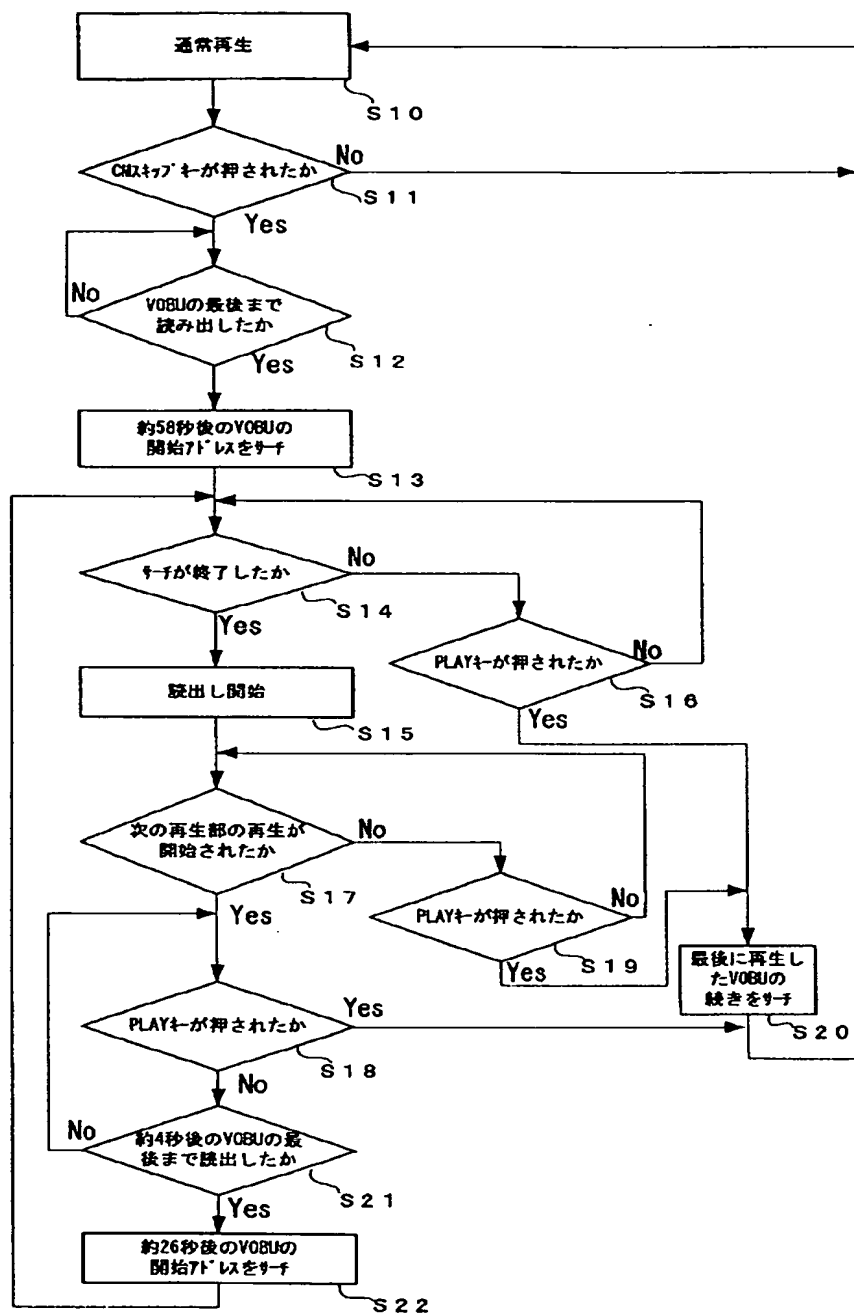 通常再生
S10
CMスキップキーが押されたか
No
S11
Yes
No
VOBUの最後まで
読み出したか
S12
Yes
約58秒後のVOBUの
開始アドレスをサーチ
S13
サーチが終了したか
No
S14
Yes
PLAYキーが押されたか
No
S16
Yes
読出し開始
S15
次の再生部の再生が
開始されたか
No
S17
Yes
PLAYキーが押されたか
No
S19
Yes
最後に再生し
たVOBUの
続きをサーチ
S20
PLAYキーが押されたか
Yes
S18
No
No
約4秒後のVOBUの最
後まで読出したか
S21
Yes
約26秒後のVOBUの
開始アドレスをサーチ
S22